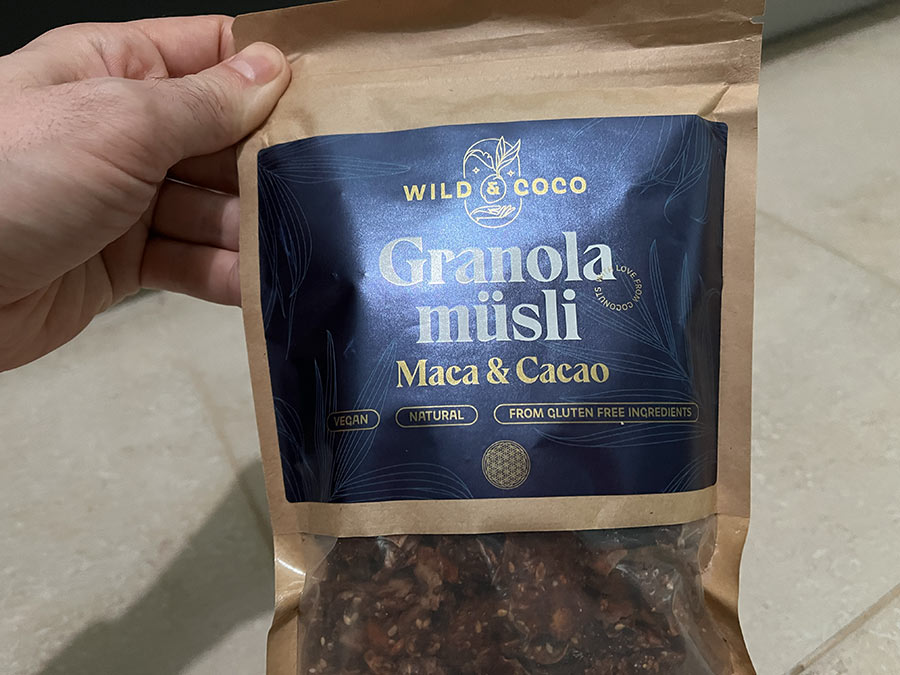 WILD & COCO
Granola
müsli
LOVE FROM COCONUTS
Maca & Cacao
VEGAN
NATURAL
FROM GLUTEN FREE INGREDIENTS